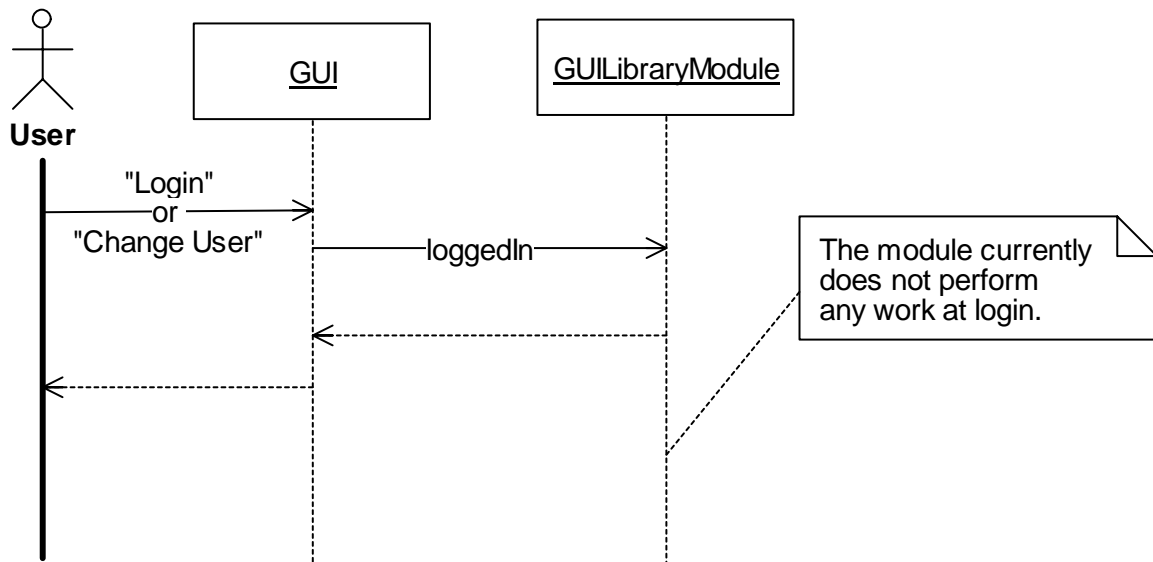 GUI
GUILibraryModule
User
"Login"
or
"Change User"
loggedIn
The module currently
does not perform
any work at login.